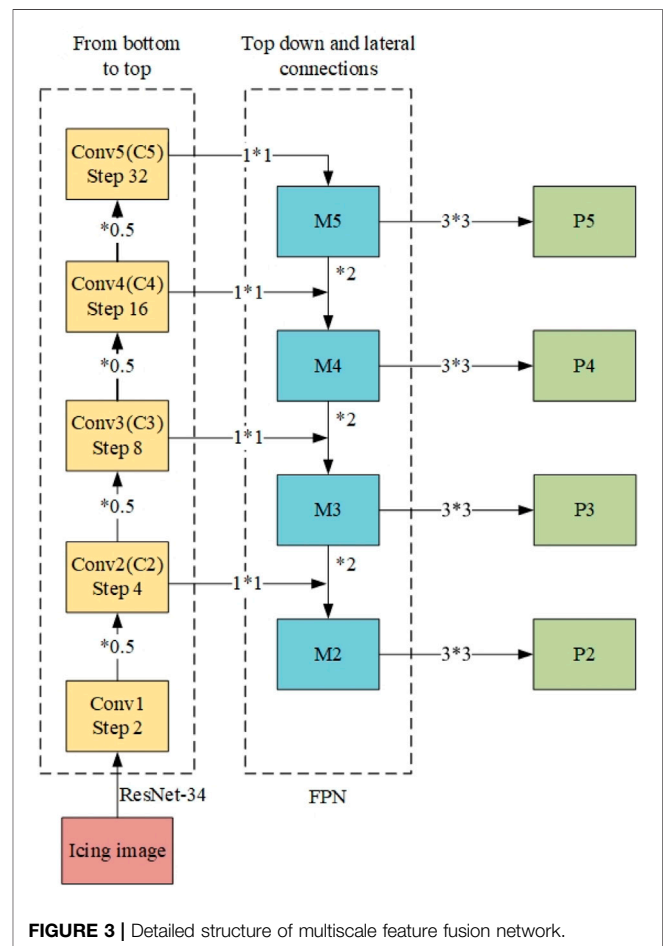 From bottom
to top
Top down and lateral
connections
Conv5(C5)
Step 32
1*1
M5
3*3
P5
*0.5
*2
Conv4(C4)
Step 16
1*1
M4
3*3
P4
*0.5
*2
Conv3(C3)
Step 8
1*1
M3
3*3
P3
*0.5
*2
Conv2(C2)
Step 4
1*1
M2
3*3
P2
*0.5
Conv1
Step 2
ResNet-34
FPN
Icing image
FIGURE 3 | Detailed structure of multiscale feature fusion network.